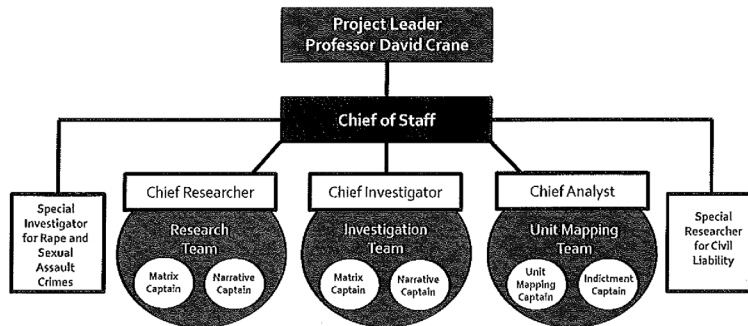 Project Leader
Professor David Crane
Chief of Staff
Chief Researcher
Chief Investigator
Chief Analyst
Special
Investigator
for Rape and
Sexual
Assault
Crimes
Research
Team
Matrix
Captain
Narrative
Captain
Investigation
Team
Matrix
Captain
Narrative
Captain
Unit Mapping
Team
Unit
Mapping
Captain
Indictment
Captain
Special
Researcher
for Civil
Liability